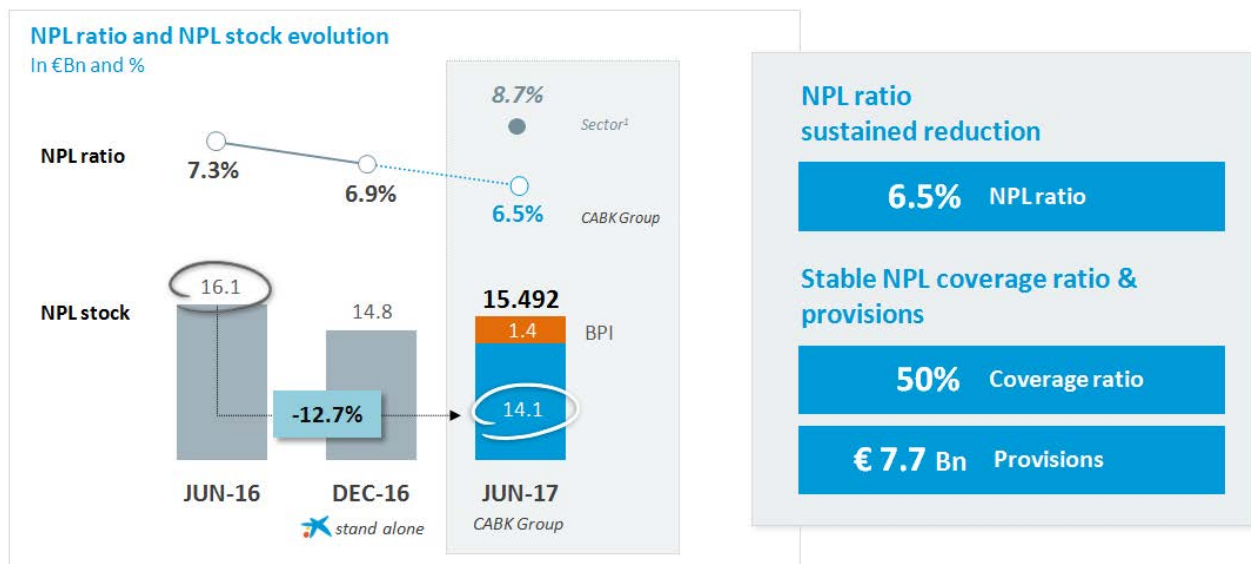 NPL ratio and NPL stock evolution
In €Bn and %
8.7%
Sector¹
NPL ratio
7.3%
6.9%
6.5%
CABK Group
16.1
NPL stock
14.8
15.492
1.4
BPI
-12.7%
14.1
JUN-16
DEC-16
JUN-17
stand alone
CABK Group
NPL ratio
sustained reduction
6.5% NPL ratio
Stable NPL coverage ratio &
provisions
50% Coverage ratio
€ 7.7 Bn Provisions